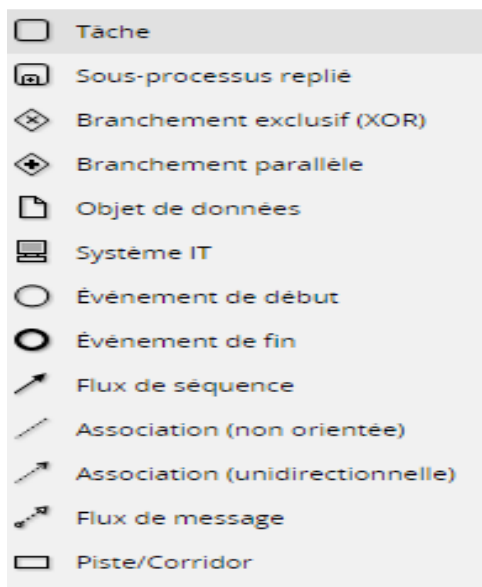 Tâche
Sous-processus replié
Branchement exclusif (XOR)
Branchement parallèle
Objet de données
Système IT
Événement de début
Événement de fin
Flux de séquence
Association (non orientée)
Association (unidirectionnelle)
Flux de message
Piste/Corridor